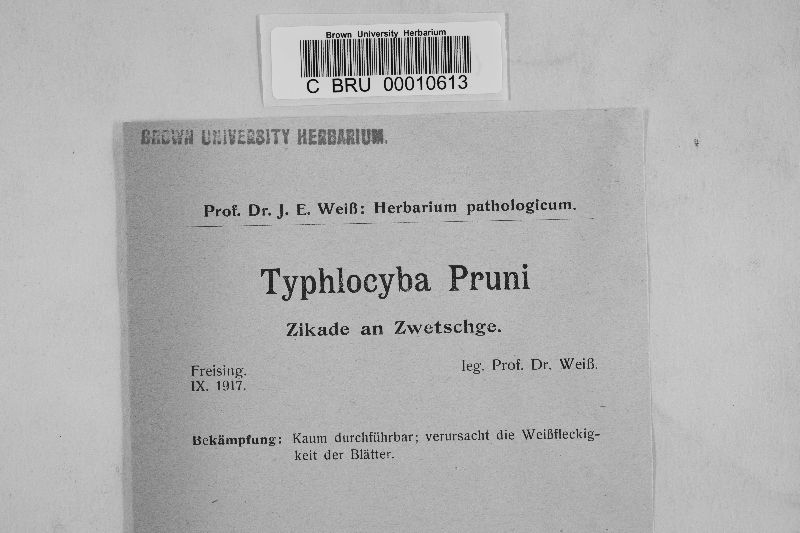 Brown University Herbarium
C BRU 00010613
BROWN UNIVERSITY HERBARIUM.
Prof. Dr. J. E. Weiß: Herbarium pathologicum.
Typhlocyba Pruni
Zikade an Zwetschge.
Freising. leg. Prof. Dr. Weiß.
IX. 1917.
Bekämpfung: Kaum durchführbar; verursacht die Weißfleckig-
keit der Blätter.